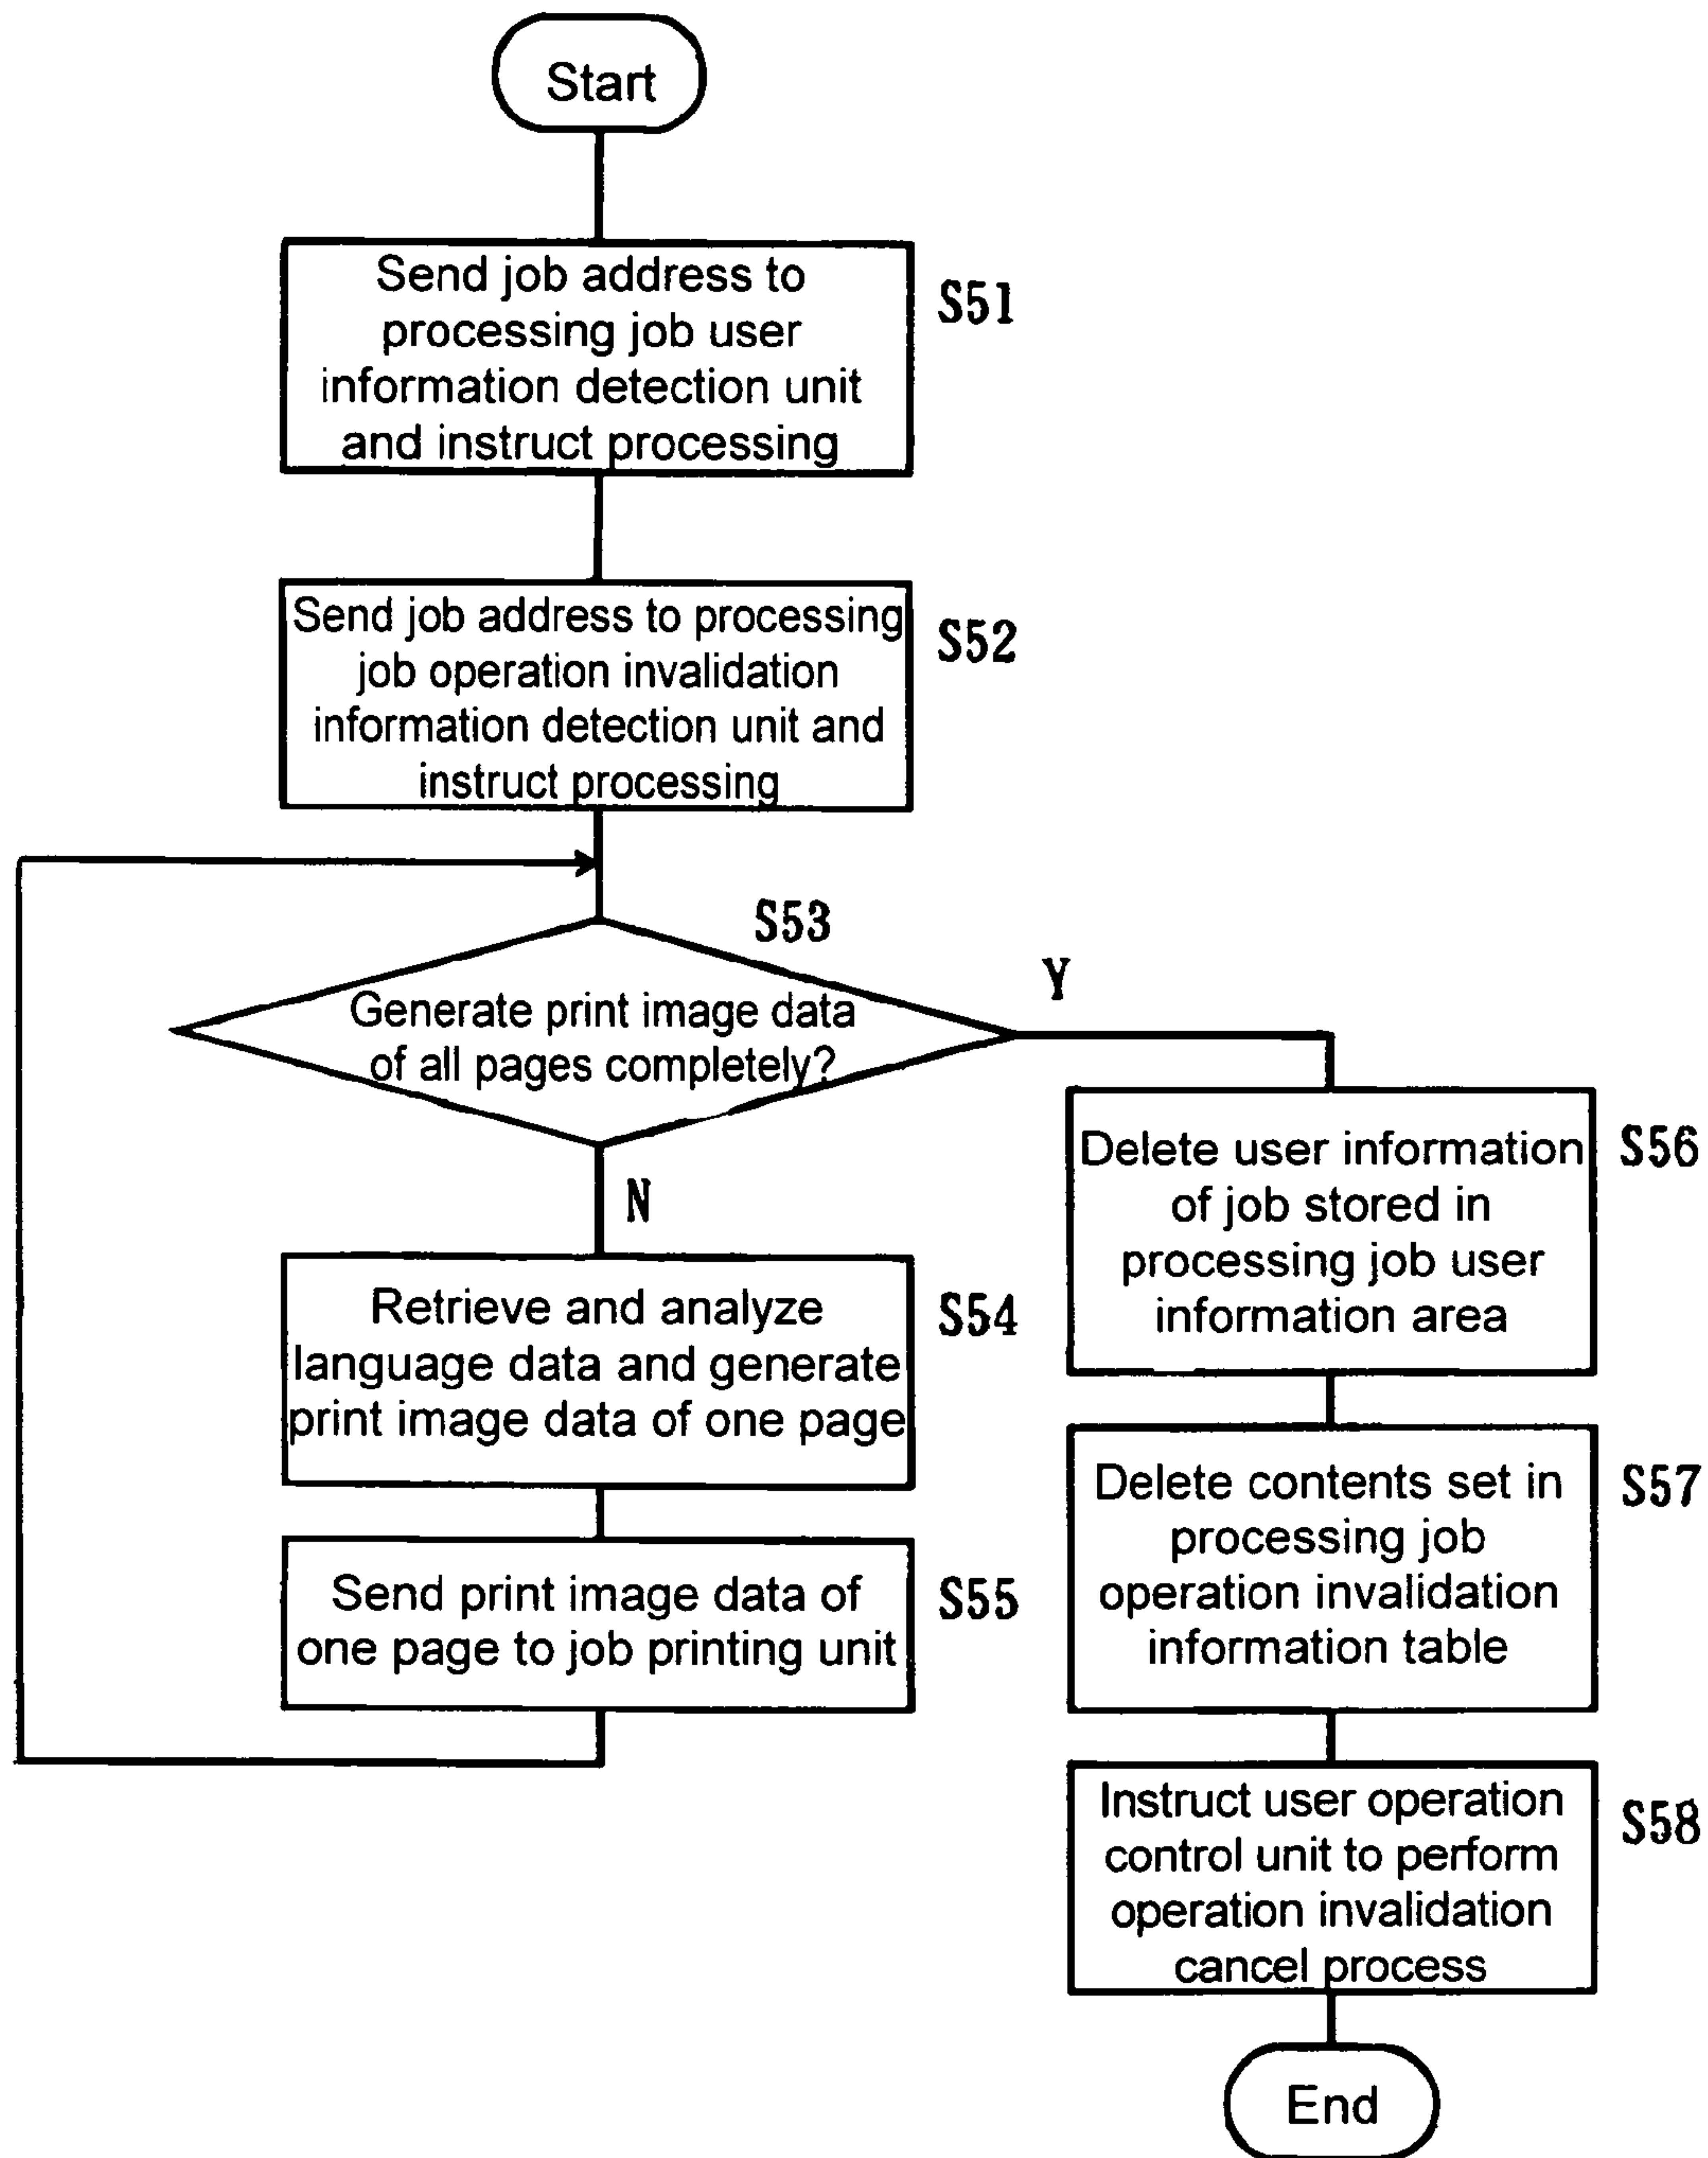 Start
Send job address to
processing job user
information detection unit
and instruct processing
S51
Send job address to processing
job operation invalidation
information detection unit and
instruct processing
S52
S53
Generate print image data
of all pages completely?
Y
N
Retrieve and analyze
language data and generate
print image data of one page
S54
Send print image data of
one page to job printing unit
S55
Delete user information
of job stored in
processing job user
information area
S56
Delete contents set in
processing job
operation invalidation
information table
S57
Instruct user operation
control unit to perform
operation invalidation
cancel process
S58
End